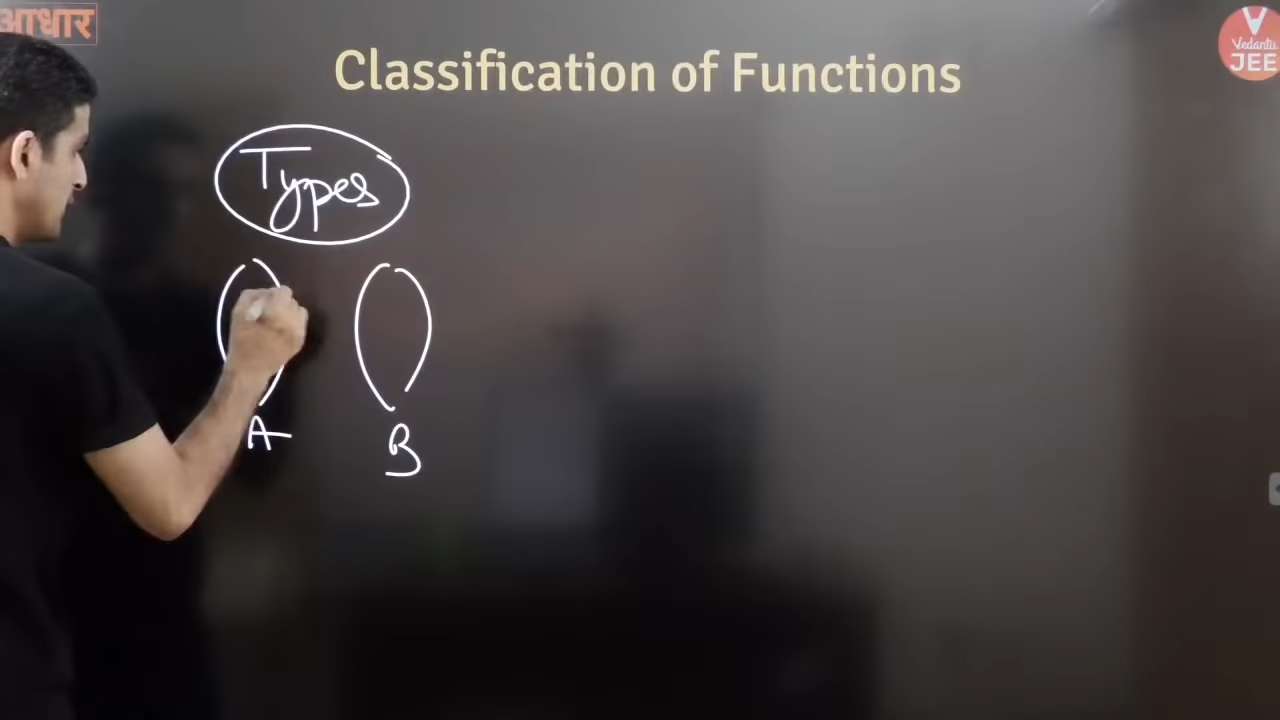 आधार
Vedantu
JEE
Classification of Functions
Types
A
B